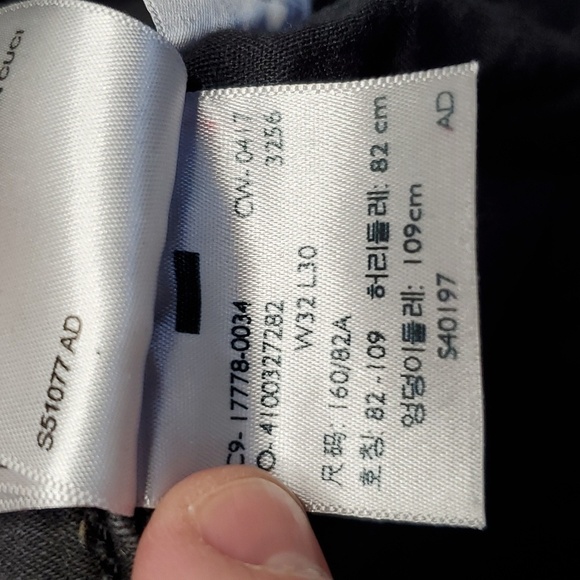 CUCI
S51077 AD
C9- 17778-0034 CW- 0417
O- 4100327282 3256
W32 L30
尺码: 160/82A
호칭: 82 -109 허리둘레: 82 cm
엉덩이둘레: 109cm
S40197 AD